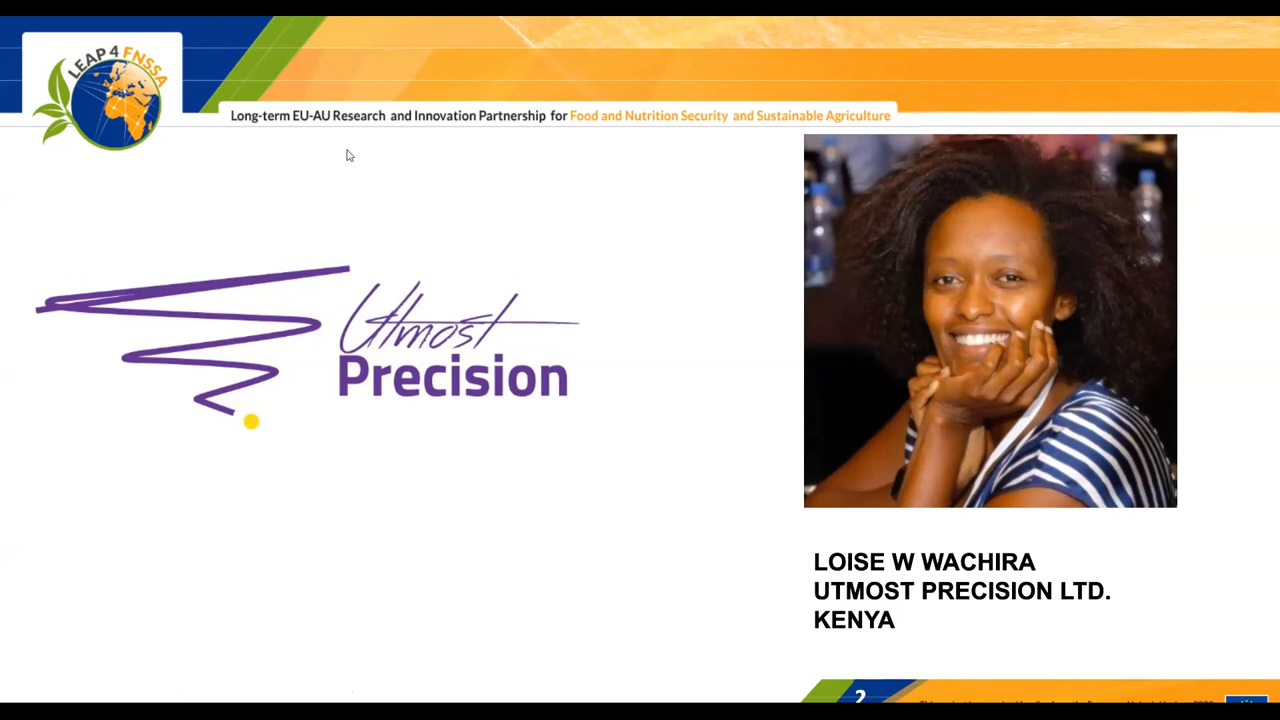 LEAP 4 FNSSA
Long-term EU-AU Research and Innovation Partnership for Food and Nutrition Security and Sustainable Agriculture
Utmost
Precision
LOISE W WACHIRA
UTMOST PRECISION LTD.
KENYA
2